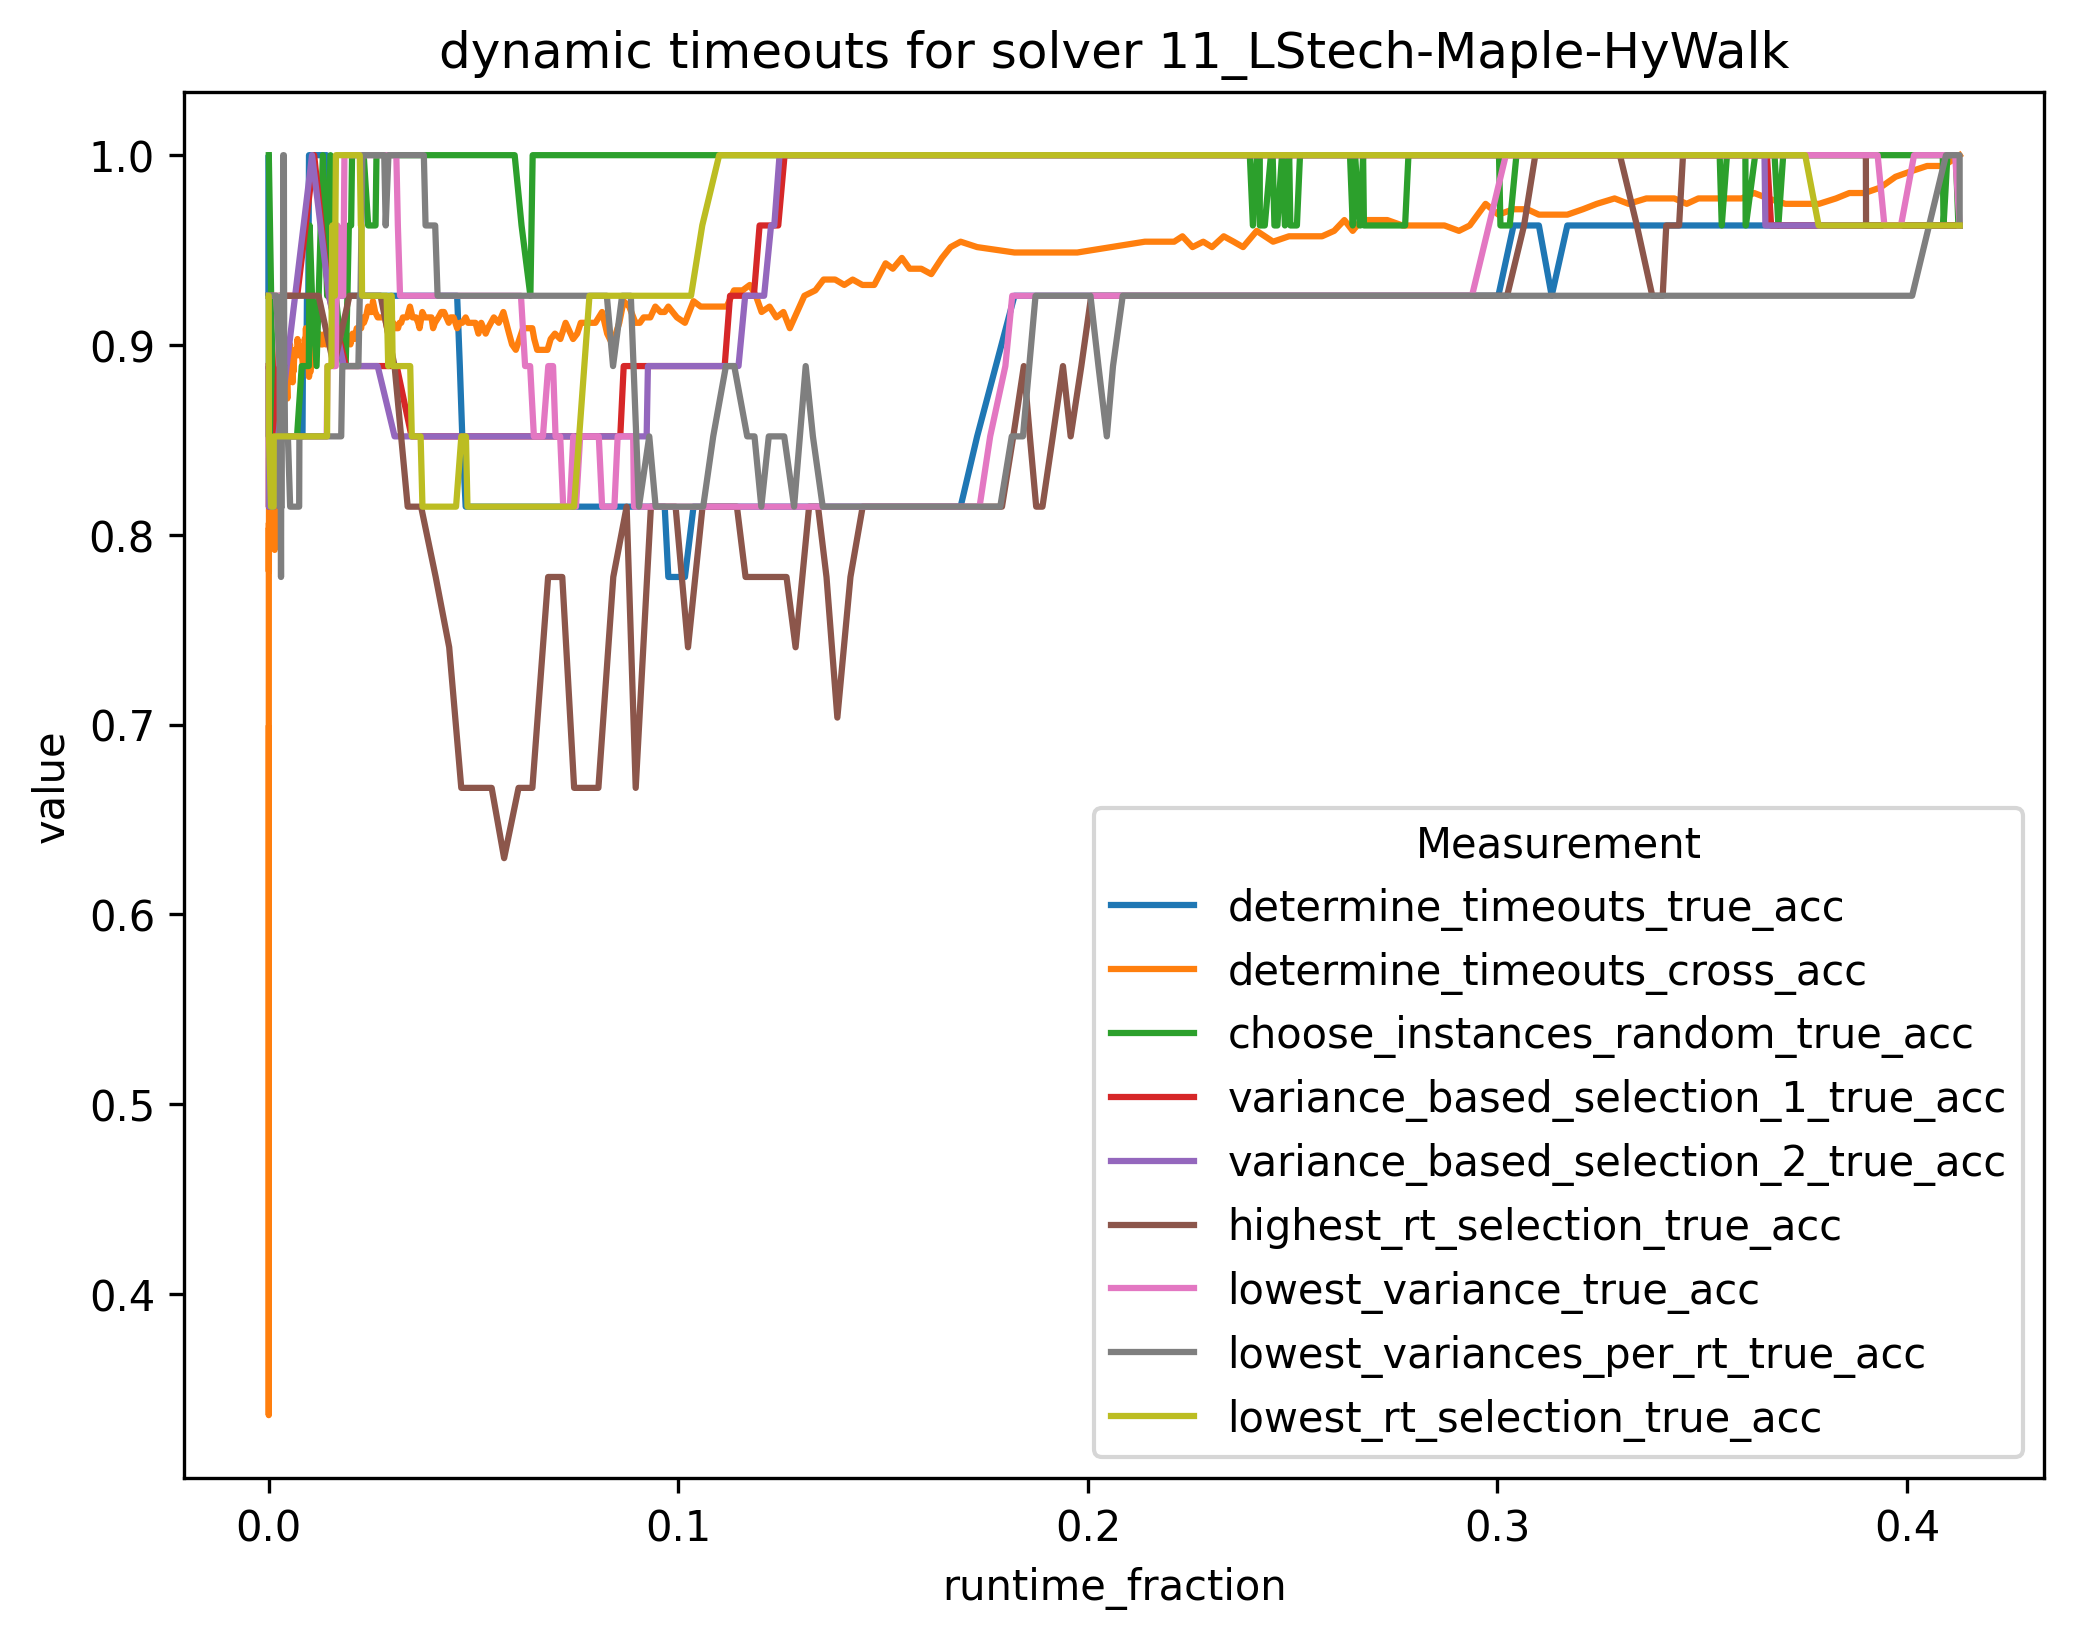 dynamic timeouts for solver 11_LStech-Maple-HyWalk
1.0
0.9
0.8
0.7
0.6
0.5
0.4
value
Measurement
determine_timeouts_true_acc
determine_timeouts_cross_acc
choose_instances_random_true_acc
variance_based_selection_1_true_acc
variance_based_selection_2_true_acc
highest_rt_selection_true_acc
lowest_variance_true_acc
lowest_variances_per_rt_true_acc
lowest_rt_selection_true_acc
0.0 0.1 0.2 0.3 0.4
runtime_fraction